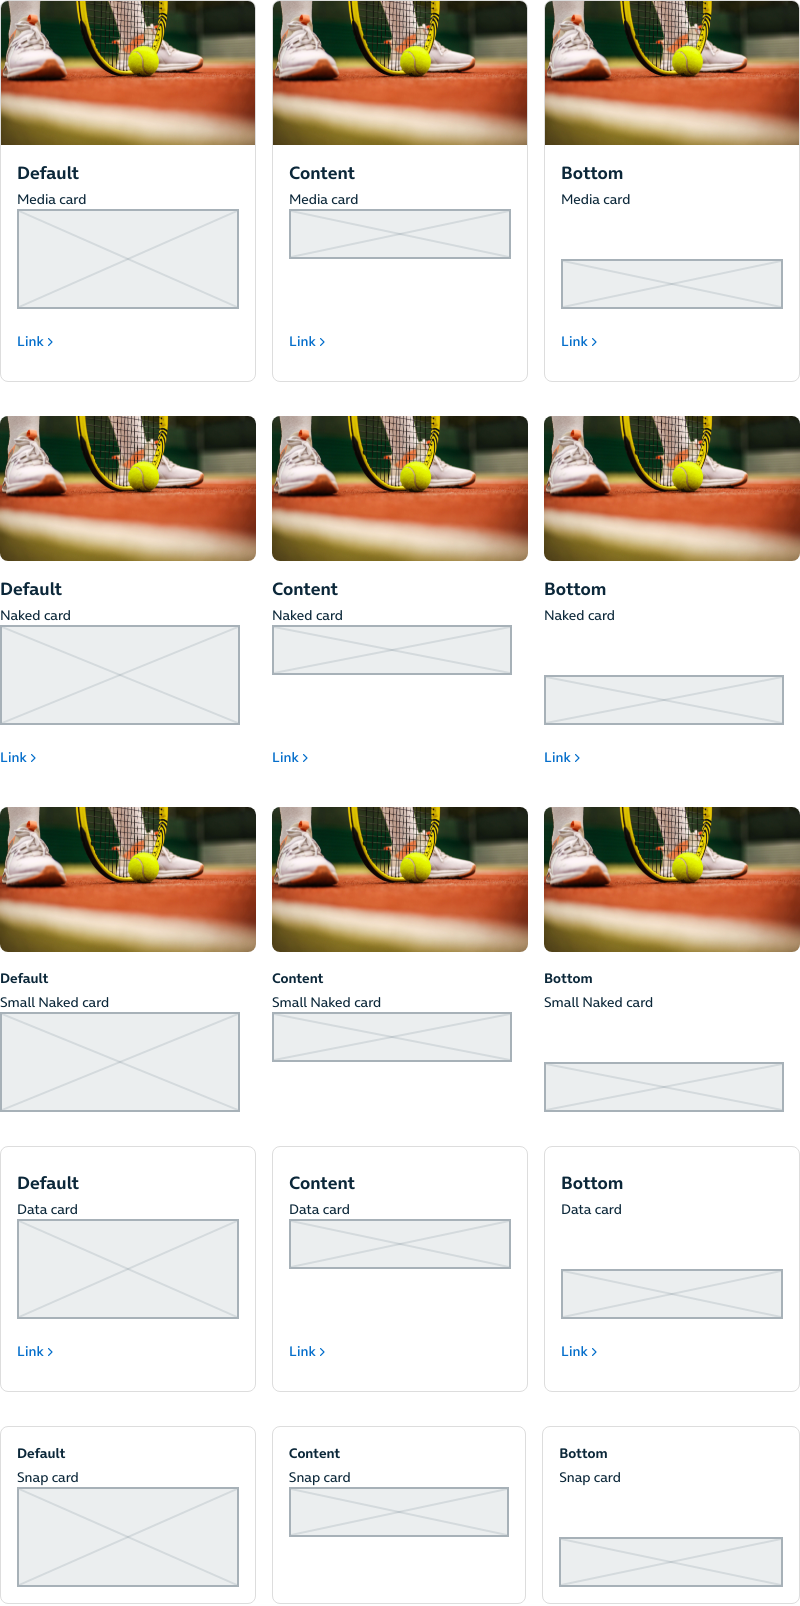 Default
Media card
Link >
Content
Media card
Link >
Bottom
Media card
Link >
Default
Naked card
Link >
Content
Naked card
Link >
Bottom
Naked card
Link >
Default
Small Naked card
Content
Small Naked card
Bottom
Small Naked card
Default
Data card
Link >
Content
Data card
Link >
Bottom
Data card
Link >
Default
Snap card
Content
Snap card
Bottom
Snap card